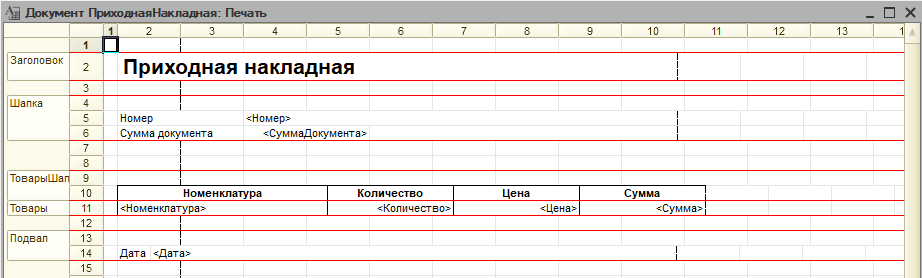 Документ ПриходнаяНакладная: Печать
1 2 3 4 5 6 7 8 9 10 11 12 13 1
1
Заголовок 2 Приходная накладная
3
Шапка 4
5 Номер <Номер>
6 Сумма документа <СуммаДокумента>
7
8
ТоварыШап 9
10 Номенклатура Количество Цена Сумма
Товары 11 <Номенклатура> <Количество> <Цена> <Сумма>
12
Подвал 13
14 Дата <Дата>
15